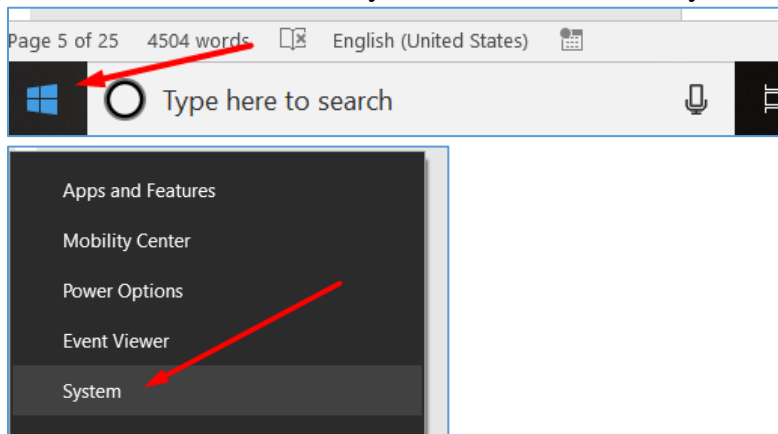 Page 5 of 25 4504 words English (United States)
Type here to search
Apps and Features
Mobility Center
Power Options
Event Viewer
System